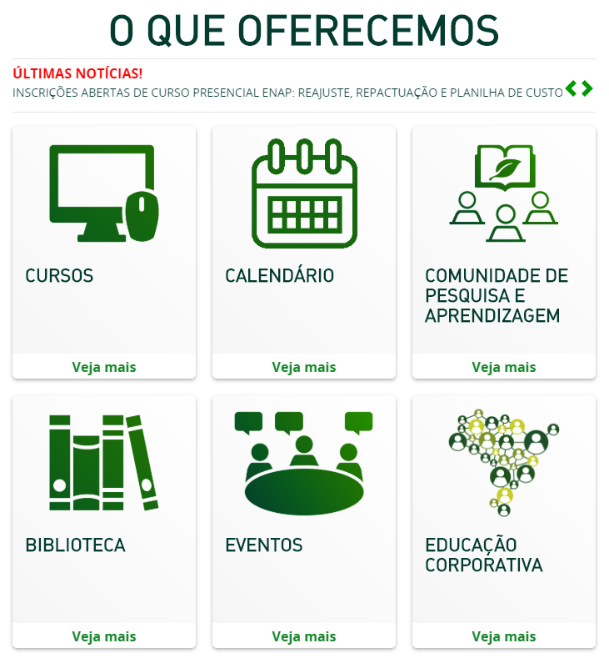 O QUE OFERECEMOS
ÚLTIMAS NOTÍCIAS!
INSCRIÇÕES ABERTAS DE CURSO PRESENCIAL ENAP: REAJUSTE, REPACTUAÇÃO E PLANILHA DE CUSTO
CURSOS
Veja mais
CALENDÁRIO
Veja mais
COMUNIDADE DE
PESQUISA E
APRENDIZAGEM
Veja mais
BIBLIOTECA
Veja mais
EVENTOS
Veja mais
EDUCAÇÃO
CORPORATIVA
Veja mais